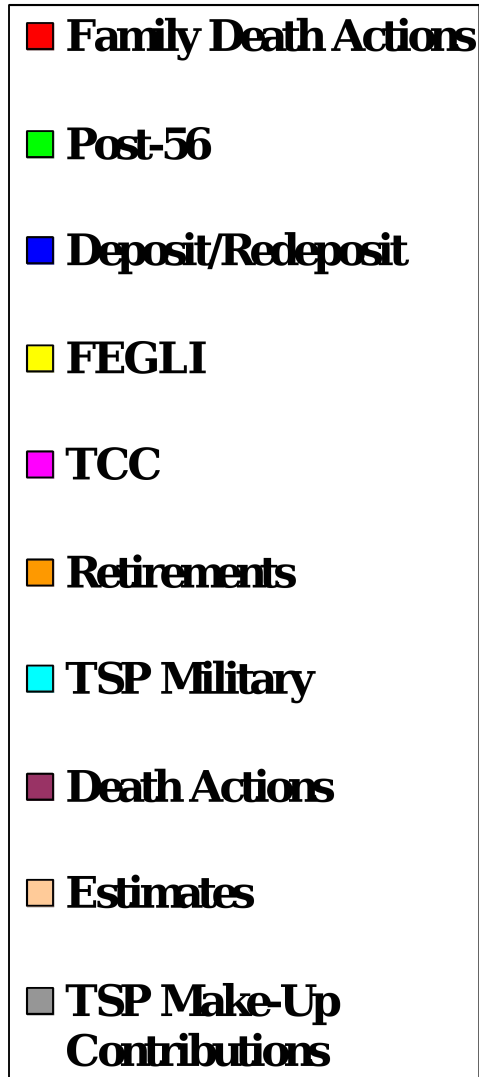 Family Death Actions
Post-56
Deposit/Redeposit
FEGLI
TCC
Retirements
TSP Military
Death Actions
Estimates
TSP Make-Up
Contributions